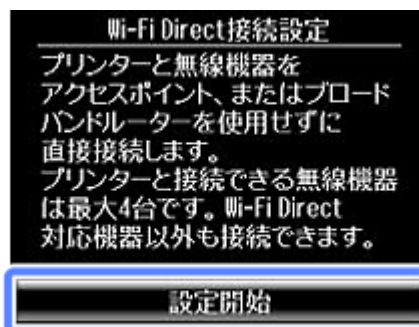 Wi-Fi Direct接続設定
プリンターと無線機器を
アクセスポイント、またはブロード
バンドルーターを使用せずに
直接接続します。
プリンターと接続できる無線機器
は最大4台です。Wi-Fi Direct
対応機器以外も接続できます。
設定開始